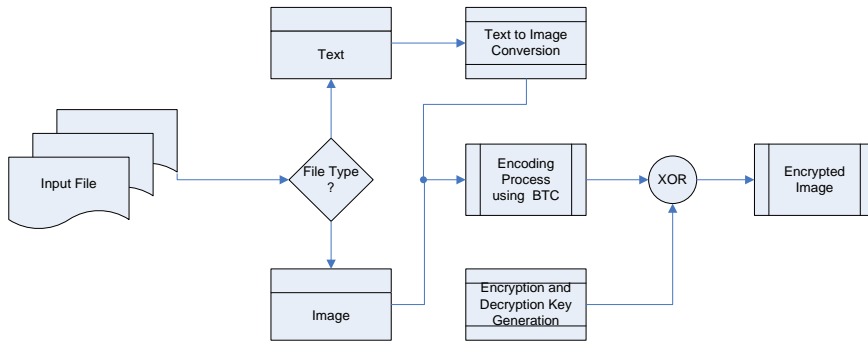 Text
Text to Image
Conversion
Input File
File Type
?
Encoding
Process
using BTC
XOR
Encrypted
Image
Image
Encryption and
Decryption Key
Generation